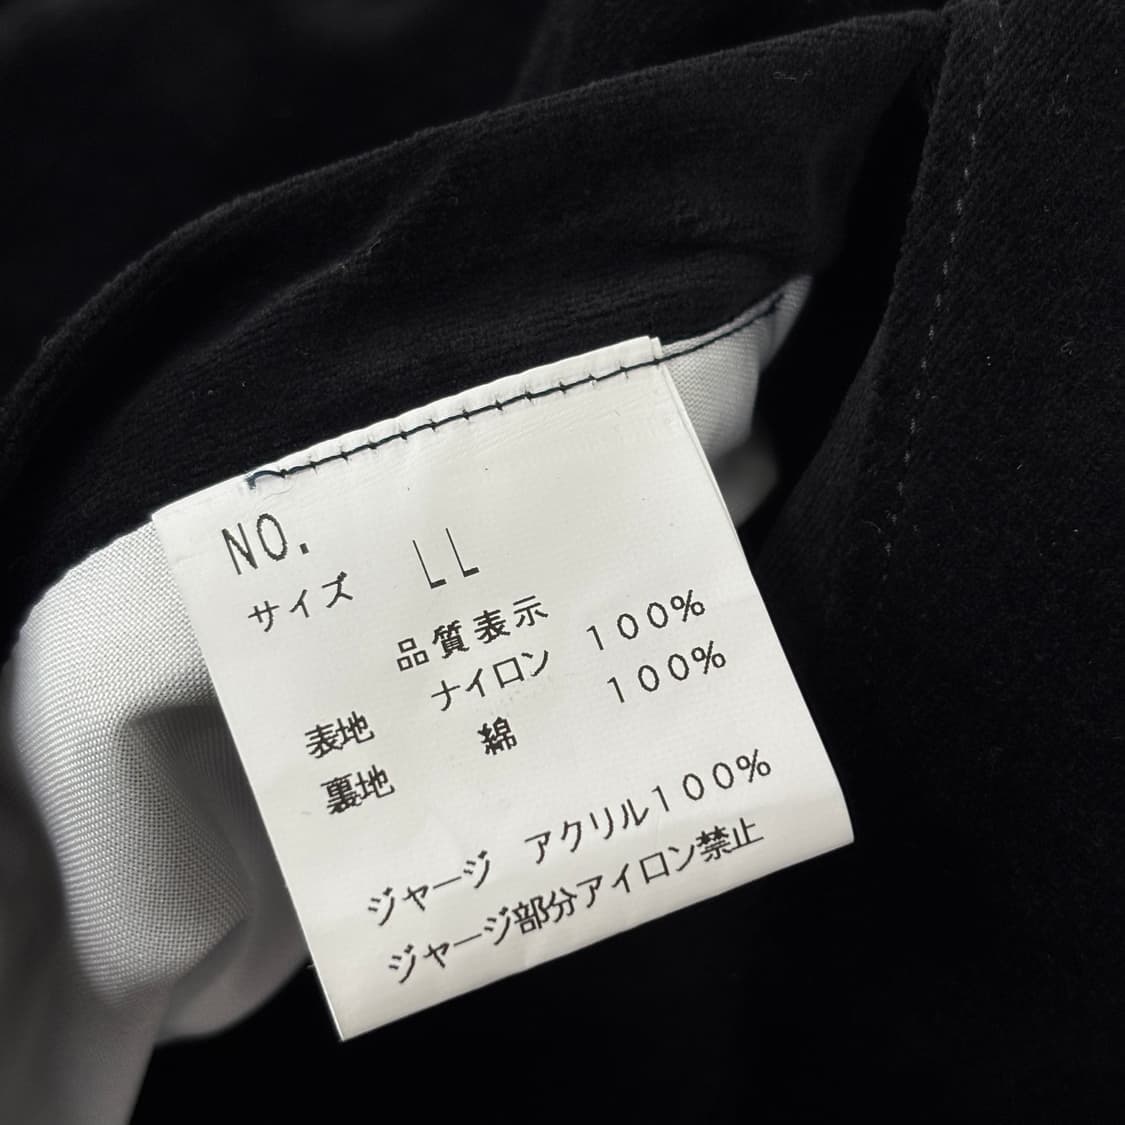 NO.
サイズ LL
品質表示
表地 ナイロン 100%
裏地 綿 100%
ジャージ アクリル100%
ジャージ部分アイロン禁止